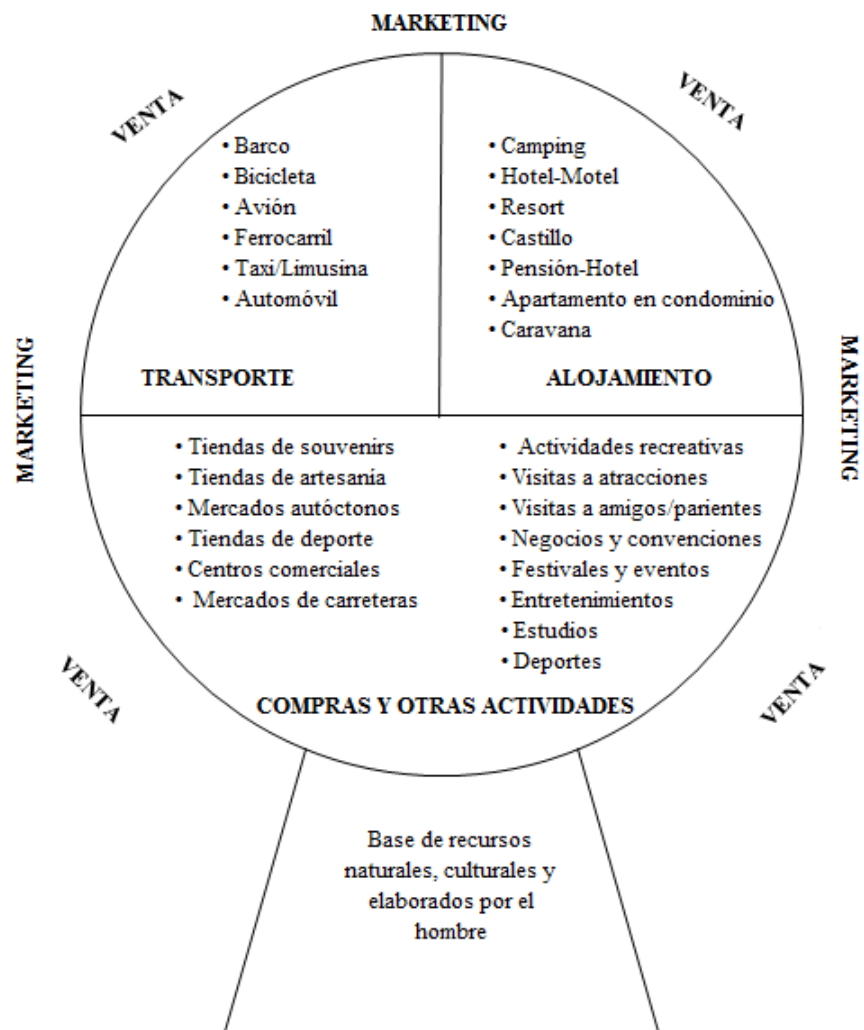 MARKETING
VENTA
VENTA
• Barco
• Bicicleta
• Avión
• Ferrocarril
• Taxi/Limusina
• Automóvil
TRANSPORTE
• Camping
• Hotel-Motel
• Resort
• Castillo
• Pensión-Hotel
• Apartamento en condominio
• Caravana
ALOJAMIENTO
MARKETING
MARKETING
• Tiendas de souvenirs
• Tiendas de artesanía
• Mercados autóctonos
• Tiendas de deporte
• Centros comerciales
• Mercados de carreteras
• Actividades recreativas
• Visitas a atracciones
• Visitas a amigos/parientes
• Negocios y convenciones
• Festivales y eventos
• Entretenimientos
• Estudios
• Deportes
COMPRAS Y OTRAS ACTIVIDADES
VENTA
VENTA
Base de recursos
naturales, culturales y
elaborados por el
hombre